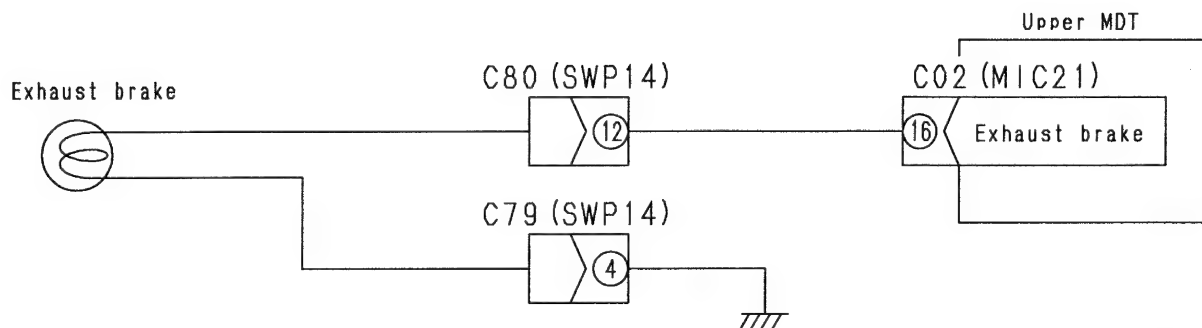 Upper MDT
C80 (SWP14)
C02 (MIC21)
Exhaust brake
12
16
Exhaust brake
C79 (SWP14)
4